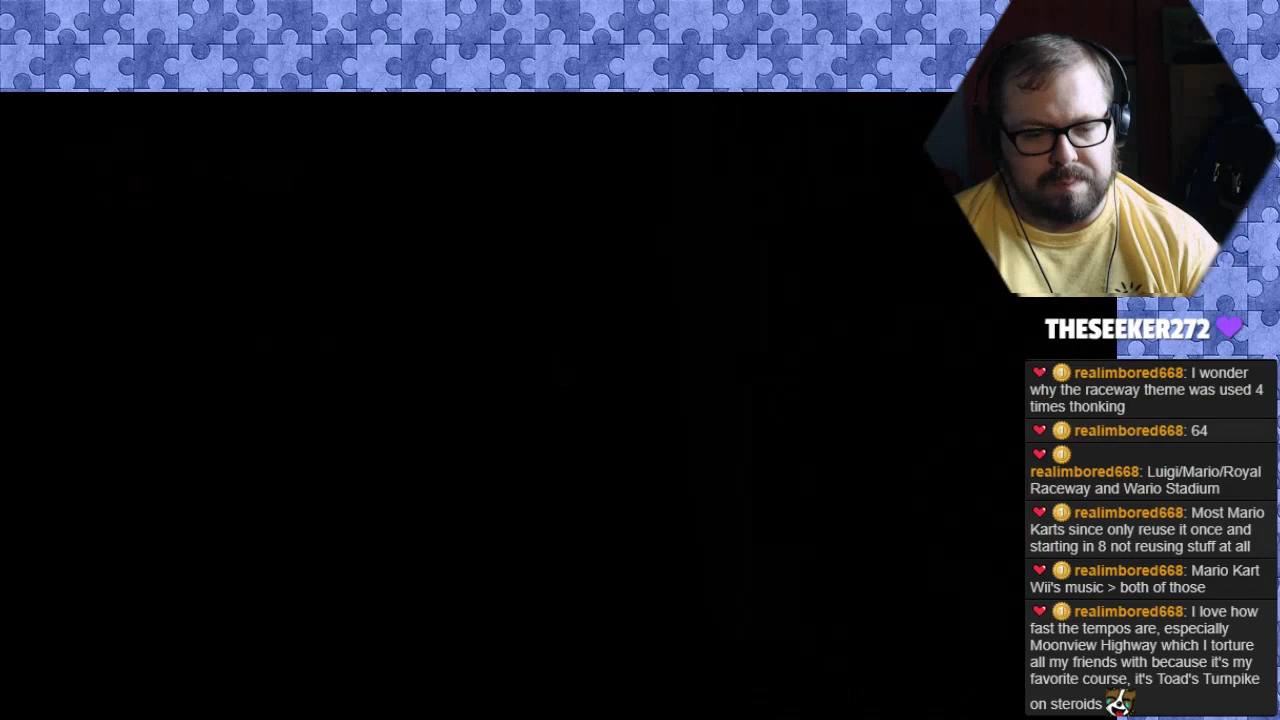 THESEEKER272
realimbored668: I wonder
why the raceway theme was used 4
times thonking
realimbored668: 64
realimbored668: Luigi/Mario/Royal
Raceway and Wario Stadium
realimbored668: Most Mario
Karts since only reuse it once and
starting in 8 not reusing stuff at all
realimbored668: Mario Kart
Wii's music > both of those
realimbored668: I love how
fast the tempos are, especially
Moonview Highway which I torture
all my friends with because it's my
favorite course, it's Toad's Turnpike
on steroids